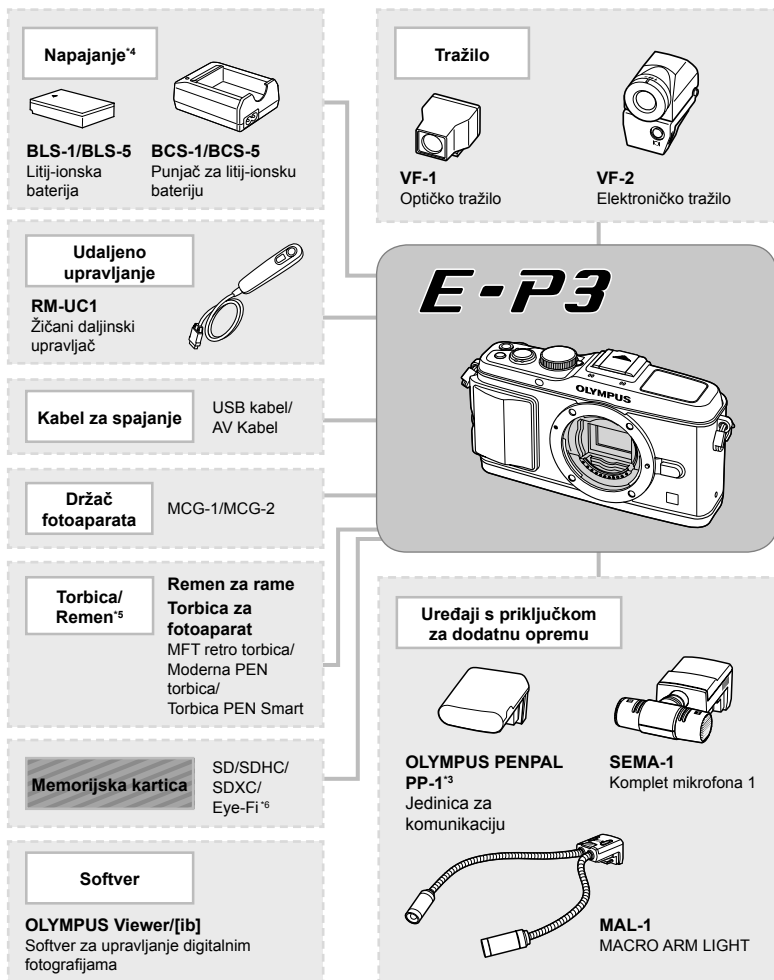 Napajanje*4
BLS-1/BLS-5
Litij-ionska
baterija
BCS-1/BCS-5
Punjač za litij-ionsku
bateriju
Udaljeno
upravljanje
RM-UC1
Žičani daljinski
upravljač
Kabel za spajanje
USB kabel/
AV Kabel
Držač
fotoaparata
MCG-1/MCG-2
Torbica/
Remen*5
Remen za rame
Torbica za
fotoaparat
MFT retro torbica/
Moderna PEN
torbica/
Torbica PEN Smart
Memorijska kartica
SD/SDHC/
SDXC/
Eye-Fi*6
Softver
OLYMPUS Viewer/[ib]
Softver za upravljanje digitalnim
fotografijama
Tražilo
VF-1
Optičko tražilo
VF-2
Elektroničko tražilo
E-P3
OLYMPUS
Uređaji s priključkom
za dodatnu opremu
OLYMPUS PENPAL
PP-1*3
Jedinica za
komunikaciju
SEMA-1
Komplet mikrofona 1
MAL-1
MACRO ARM LIGHT